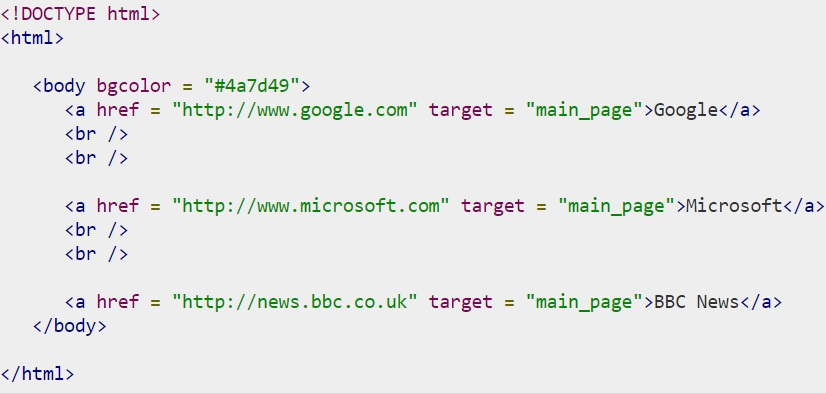 <!DOCTYPE html>
<html>
<body bgcolor = "#4a7d49">
<a href = "http://www.google.com" target = "main_page">Google</a>
<br />
<br />
<a href = "http://www.microsoft.com" target = "main_page">Microsoft</a>
<br />
<br />
<a href = "http://news.bbc.co.uk" target = "main_page">BBC News</a>
</body>
</html>